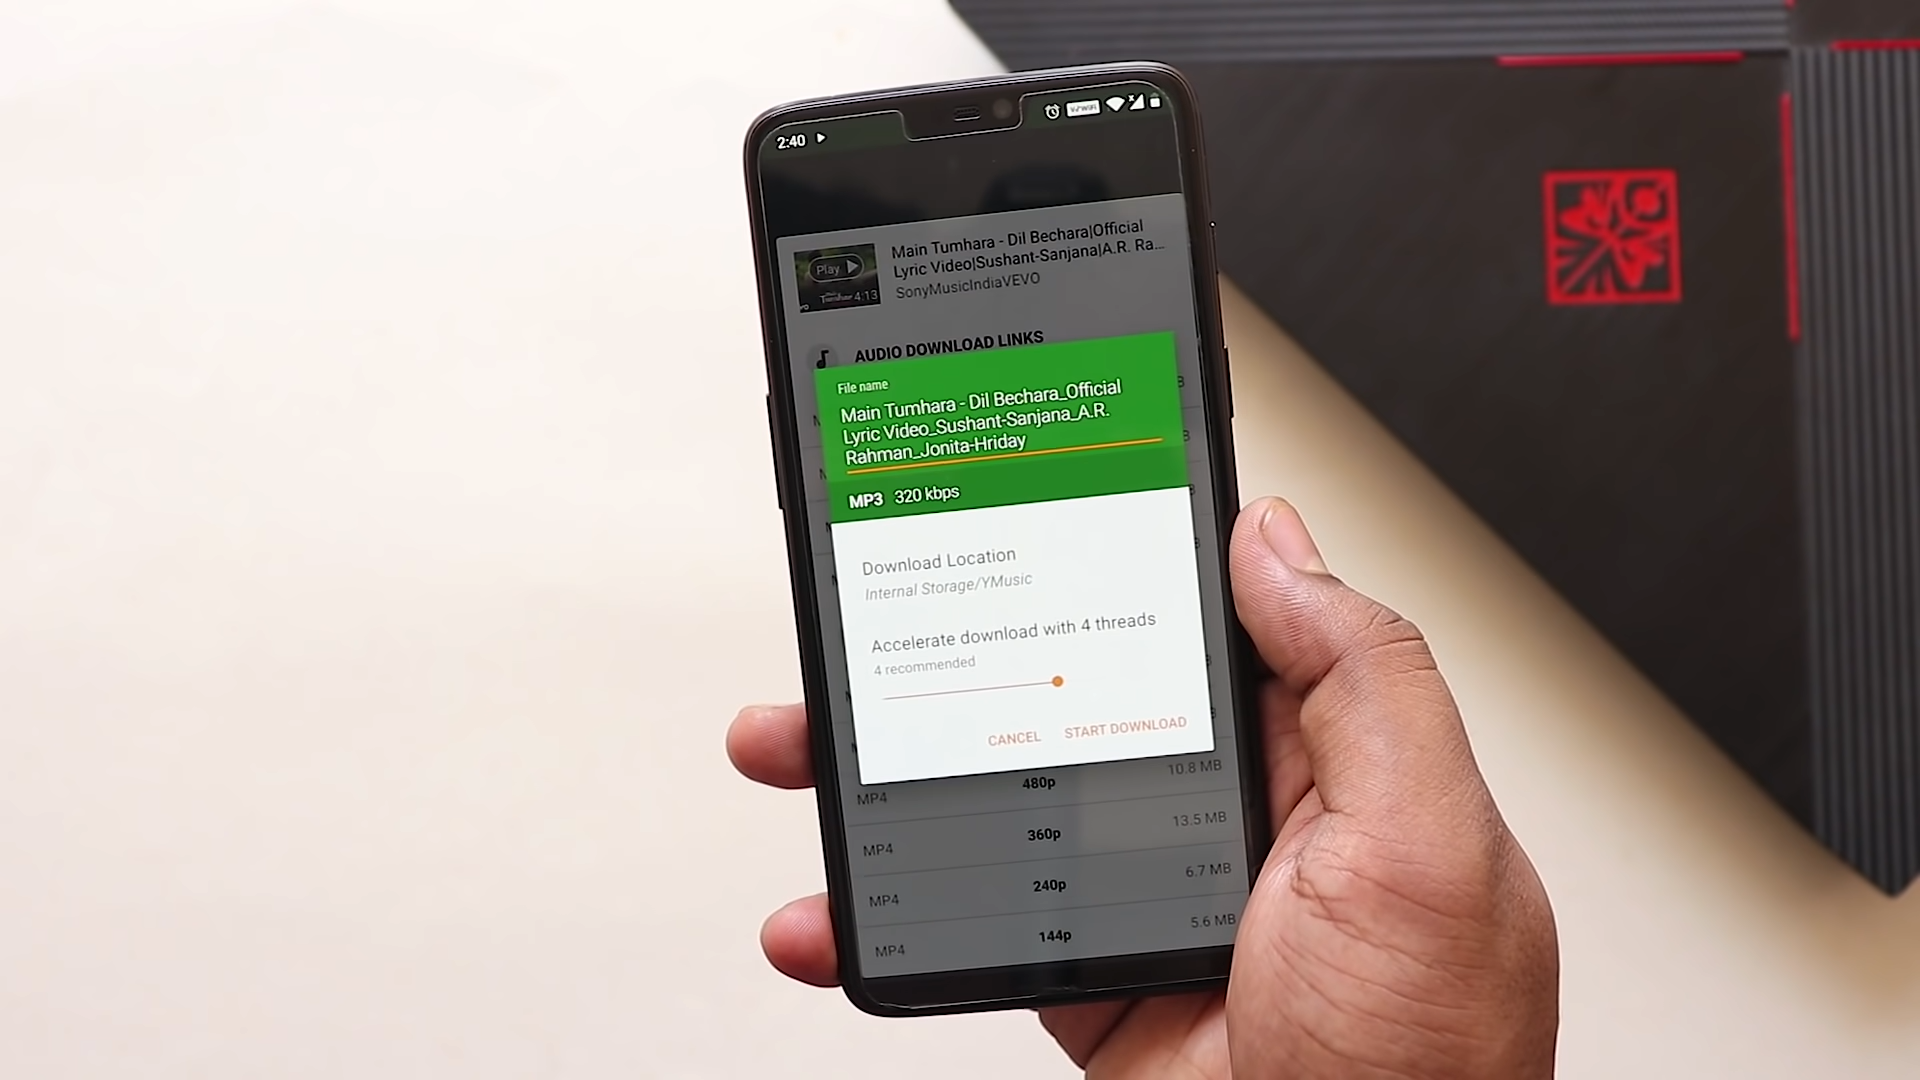 2:40
VoWiFi
Play
4:13
Main Tumhara - Dil Bechara|Official
Lyric Video|Sushant-Sanjana|A.R. Ra...
SonyMusicIndiaVEVO
AUDIO DOWNLOAD LINKS
File name
Main Tumhara - Dil Bechara_Official
Lyric Video_Sushant-Sanjana_A.R.
Rahman_Jonita-Hriday
MP3 320 kbps
Download Location
Internal Storage/YMusic
Accelerate download with 4 threads
4 recommended
CANCEL START DOWNLOAD
MP4 480p 10.8 MB
MP4 360p 13.5 MB
MP4 240p 6.7 MB
MP4 144p 5.6 MB